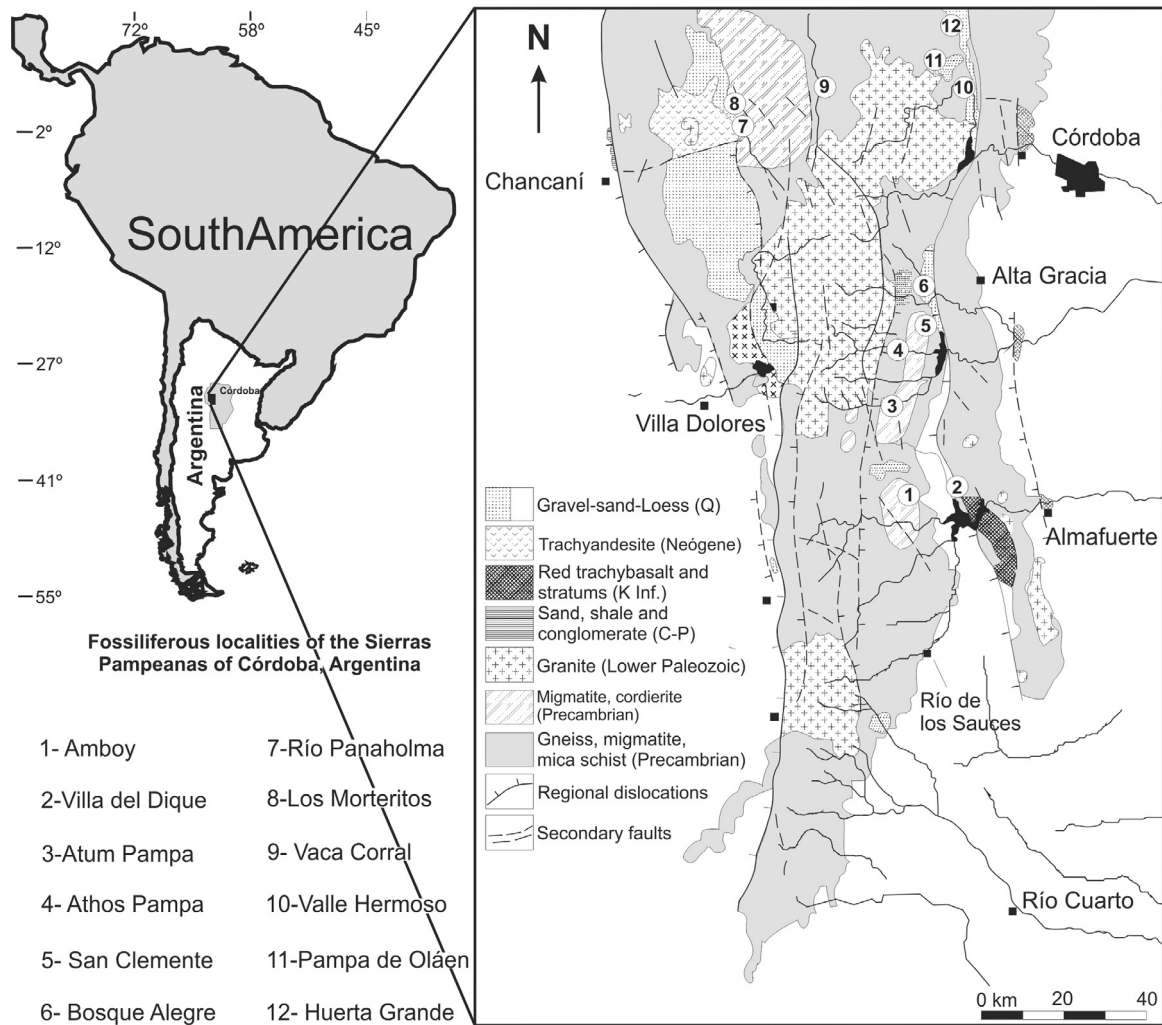 72º 58º 45º
2º
12º
27º
41º
55º
SouthAmerica
Argentina
Córdoba
Fossiliferous localities of the Sierras
Pampeanas of Córdoba, Argentina
1- Amboy
2-Villa del Dique
3-Atum Pampa
4- Athos Pampa
5- San Clemente
6- Bosque Alegre
7-Río Panaholma
8-Los Morteritos
9- Vaca Corral
10-Valle Hermoso
11-Pampa de Oláen
12- Huerta Grande
N
12
11
10
9
8
7
6
5
4
3
2
1
Córdoba
Chancaní
Alta Gracia
Villa Dolores
Almafuerte
Río de
los Sauces
Río Cuarto
Gravel-sand-Loess (Q)
Trachyandesite (Neógene)
Red trachybasalt and
stratums (K Inf.)
Sand, shale and
conglomerate (C-P)
Granite (Lower Paleozoic)
Migmatite, cordierite
(Precambrian)
Gneiss, migmatite,
mica schist (Precambrian)
Regional dislocations
Secondary faults
0 km 20 40